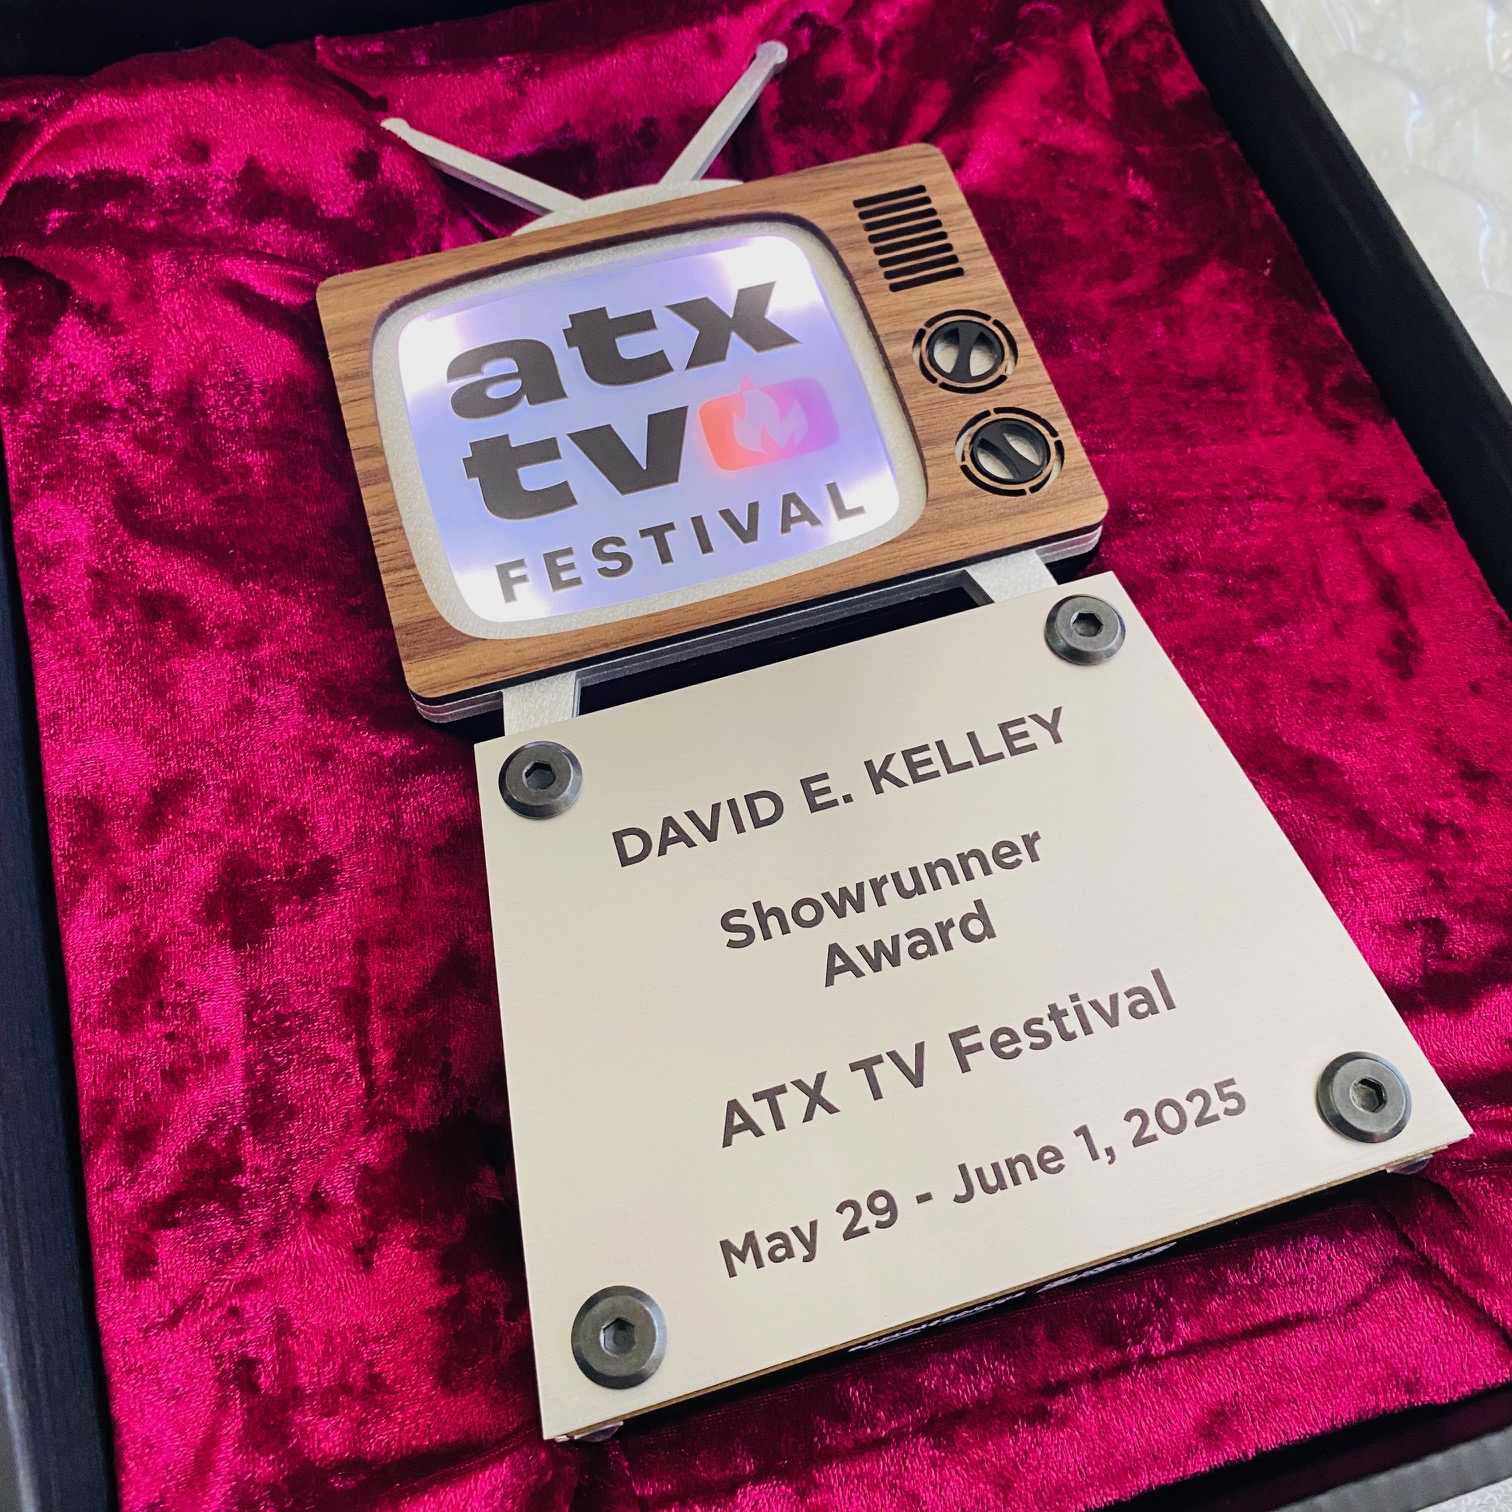 atx
tv
FESTIVAL
DAVID E. KELLEY
Showrunner
Award
ATX TV Festival
May 29 - June 1, 2025